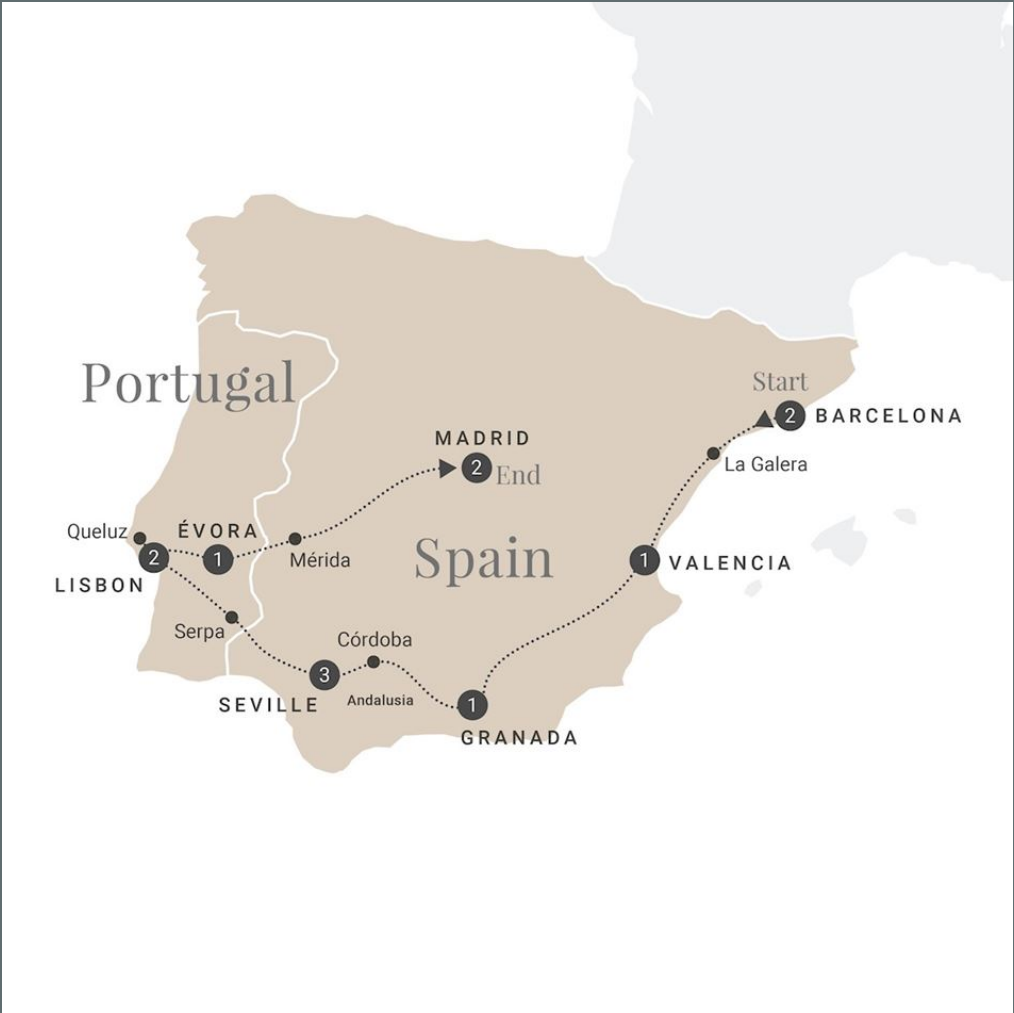 Portugal
Start
2 BARCELONA
MADRID
2 End
La Galera
Queluz
ÉVORA
2
1
Mérida
Spain
1 VALENCIA
LISBON
Serpa
Córdoba
3
SEVILLE
Andalusia
1
GRANADA